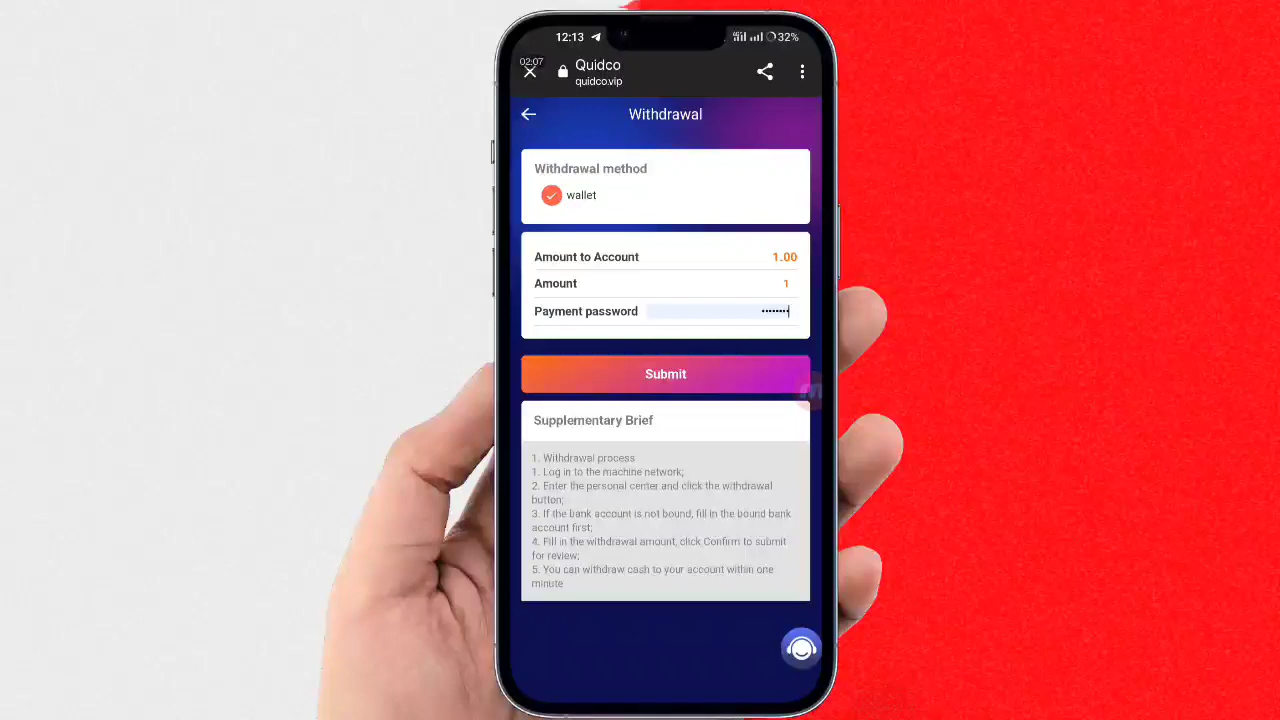 12:13
32%
02:07
Quidco
quidco.vip
Withdrawal
Withdrawal method
wallet
Amount to Account 1.00
Amount 1
Payment password ••••••••
Submit
Supplementary Brief
1. Withdrawal process
1. Log in to the machine network;
2. Enter the personal center and click the withdrawal
button;
3. If the bank account is not bound, fill in the bound bank
account first;
4. Fill in the withdrawal amount, click Confirm to submit
for review;
5. You can withdraw cash to your account within one
minute